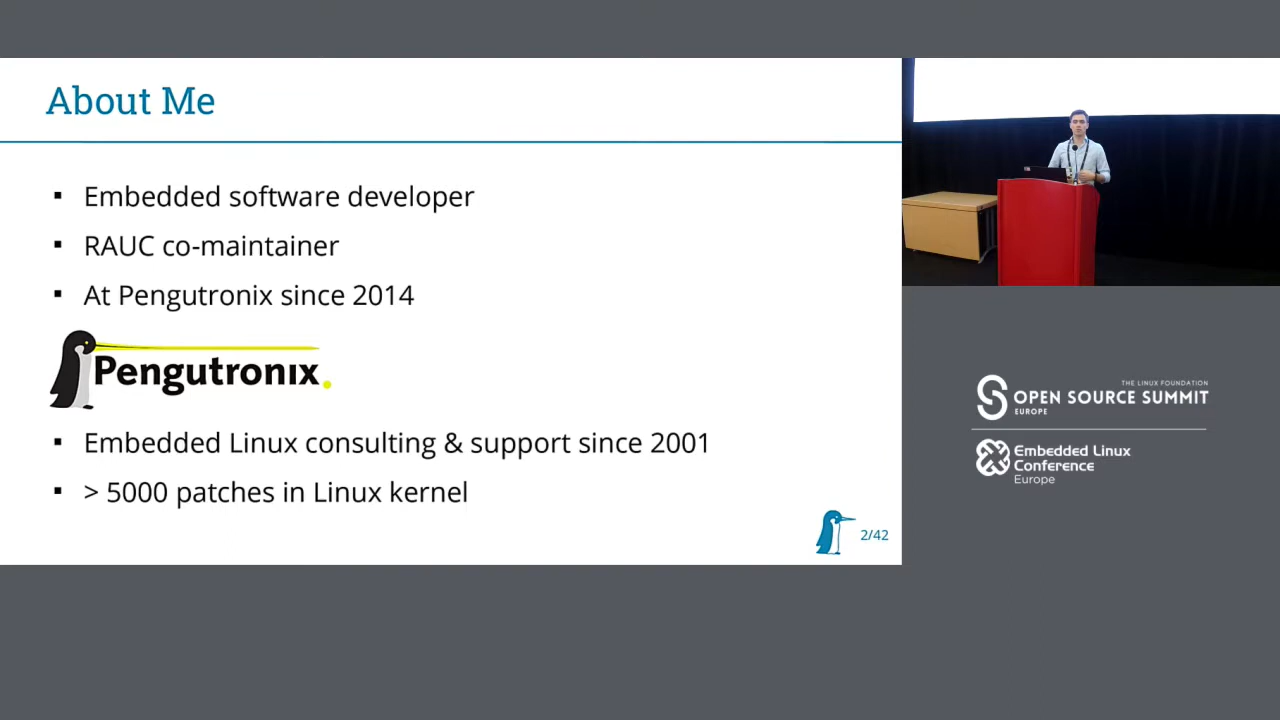 About Me
Embedded software developer
RAUC co-maintainer
At Pengutronix since 2014
Pengutronix.
Embedded Linux consulting & support since 2001
> 5000 patches in Linux kernel
2/42
THE LINUX FOUNDATION
OPEN SOURCE SUMMIT
EUROPE
Embedded Linux
Conference
Europe